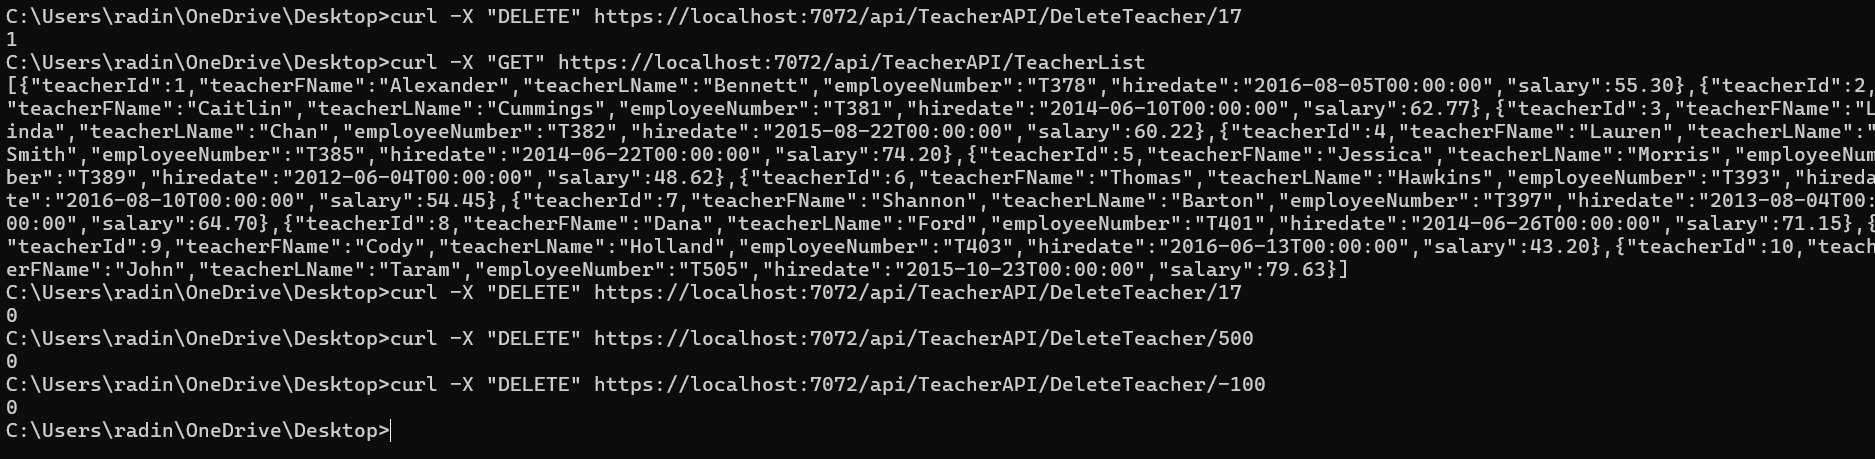 C:\Users\radin\OneDrive\Desktop>curl -X "DELETE" https://localhost:7072/api/TeacherAPI/DeleteTeacher/17
1
C:\Users\radin\OneDrive\Desktop>curl -X "GET" https://localhost:7072/api/TeacherAPI/TeacherList
[{"teacherId":1,"teacherFName":"Alexander","teacherLName":"Bennett","employeeNumber":"T378","hiredate":"2016-08-05T00:00:00","salary":55.30},{"teacherId":2,
"teacherFName":"Caitlin","teacherLName":"Cummings","employeeNumber":"T381","hiredate":"2014-06-10T00:00:00","salary":62.77},{"teacherId":3,"teacherFName":"L
inda","teacherLName":"Chan","employeeNumber":"T382","hiredate":"2015-08-22T00:00:00","salary":60.22},{"teacherId":4,"teacherFName":"Lauren","teacherLName":"
Smith","employeeNumber":"T385","hiredate":"2014-06-22T00:00:00","salary":74.20},{"teacherId":5,"teacherFName":"Jessica","teacherLName":"Morris","employeeNum
ber":"T389","hiredate":"2012-06-04T00:00:00","salary":48.62},{"teacherId":6,"teacherFName":"Thomas","teacherLName":"Hawkins","employeeNumber":"T393","hireda
te":"2016-08-10T00:00:00","salary":54.45},{"teacherId":7,"teacherFName":"Shannon","teacherLName":"Barton","employeeNumber":"T397","hiredate":"2013-08-04T00:
00:00","salary":64.70},{"teacherId":8,"teacherFName":"Dana","teacherLName":"Ford","employeeNumber":"T401","hiredate":"2014-06-26T00:00:00","salary":71.15},{
"teacherId":9,"teacherFName":"Cody","teacherLName":"Holland","employeeNumber":"T403","hiredate":"2016-06-13T00:00:00","salary":43.20},{"teacherId":10,"teach
erFName":"John","teacherLName":"Taram","employeeNumber":"T505","hiredate":"2015-10-23T00:00:00","salary":79.63}]
C:\Users\radin\OneDrive\Desktop>curl -X "DELETE" https://localhost:7072/api/TeacherAPI/DeleteTeacher/17
0
C:\Users\radin\OneDrive\Desktop>curl -X "DELETE" https://localhost:7072/api/TeacherAPI/DeleteTeacher/500
0
C:\Users\radin\OneDrive\Desktop>curl -X "DELETE" https://localhost:7072/api/TeacherAPI/DeleteTeacher/-100
0
C:\Users\radin\OneDrive\Desktop>